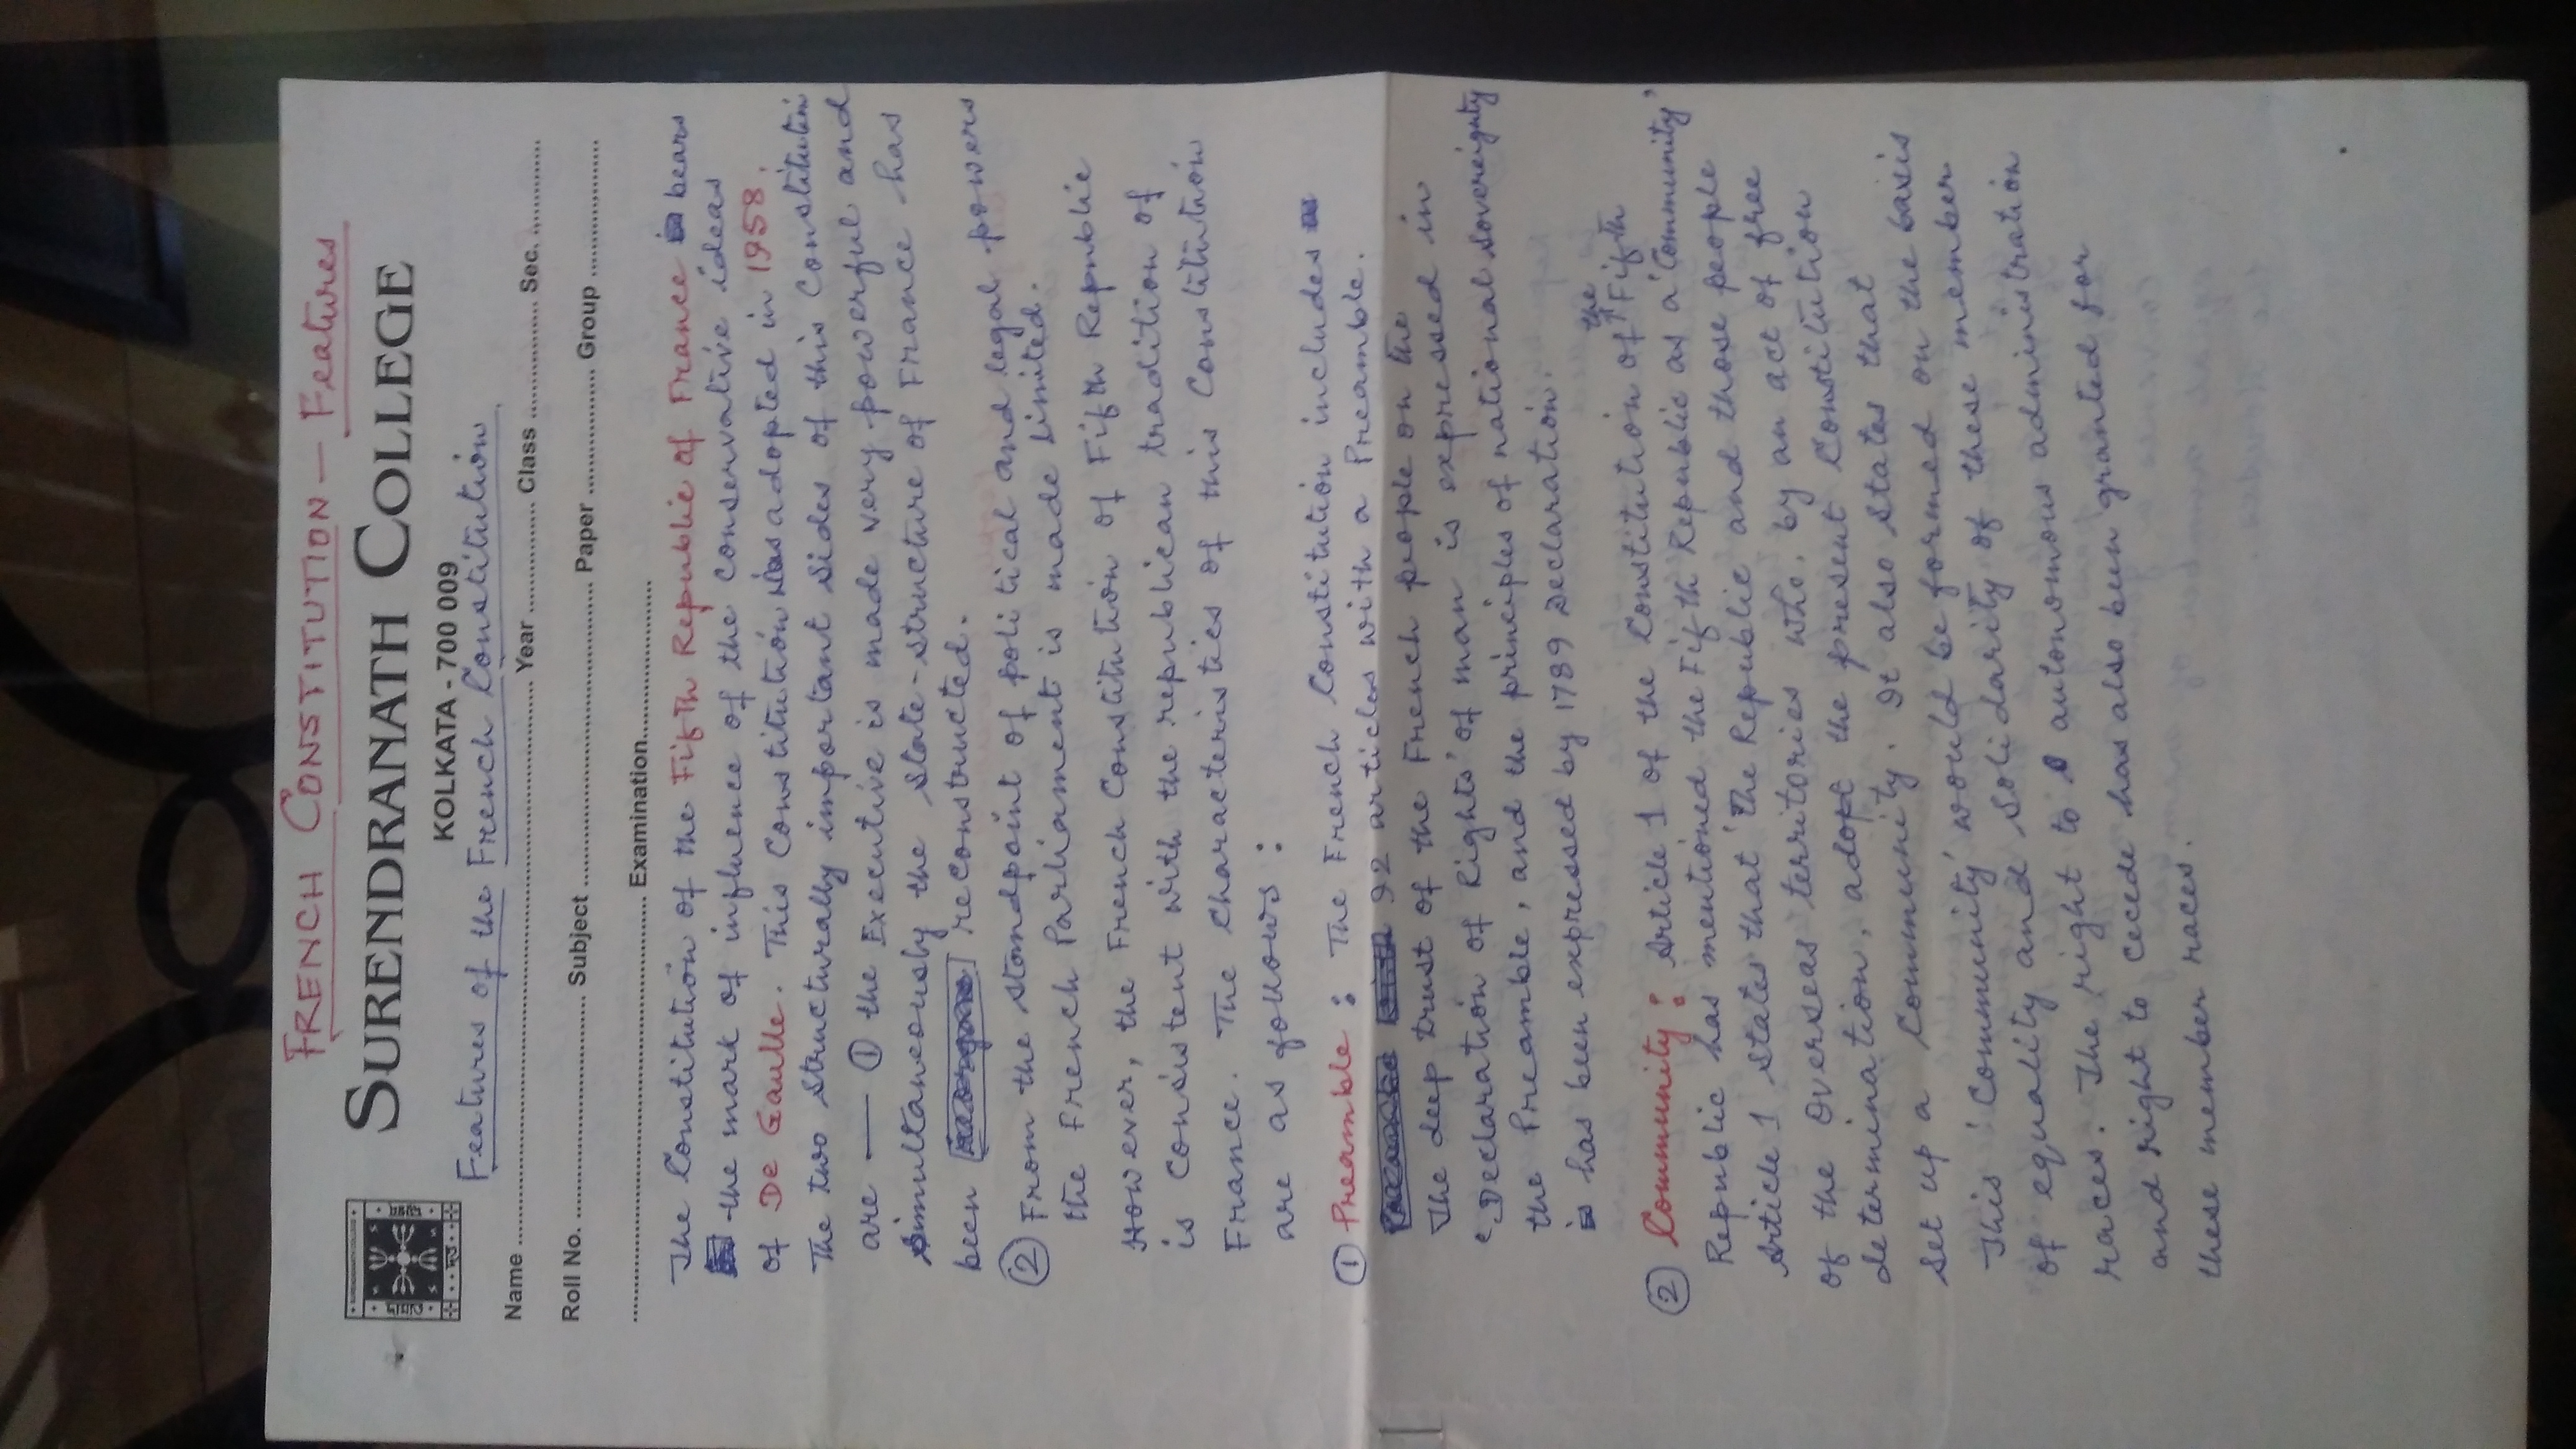 FRENCH CONSTITUTION — Features
SURENDRANATH COLLEGE
KOLKATA - 700 009
Features of the French Constitution
Name ........ Year ........ Class ........ Sec. ........
Roll No. ........ Subject ........ Paper ........ Group ........
........ Examination........
The Constitution of the Fifth Republic of France bears
the mark of influence of the conservative ideas
of De Gaulle. This Constitution was adopted in 1958.
The two structurally important sides of this Constitution
are — ① the Executive is made very powerful and
simultaneously the state-structure of France has
been reconstructed.
② From the standpoint of political and legal powers
the French Parliament is made limited.
However, the French Constitution of Fifth Republic
is consistent with the republican tradition of
France. The characteristics of this Constitution
are as follows :
① Preamble : The French Constitution includes
92 articles with a Preamble.
The deep trust of the French people on the
'Declaration of Rights' of man is expressed in
the Preamble, and the principles of national sovereignty
has been expressed by 1789 Declaration.
② Community : Article 1 of the Constitution of the Fifth
Republic has mentioned the Fifth Republic as a 'Community'
Article 1 states that 'The Republic and those people
of the overseas territories who, by an act of free
determination, adopt the present Constitution
set up a Community. It also states that
This 'Community' would be formed on the basis
of equality and solidarity of these member
races. The right to autonomous administration
and right to cecede has also been granted for
these member races.